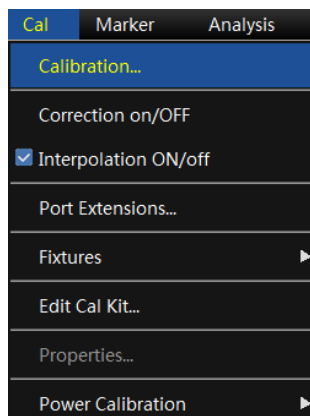 Cal Marker Analysis
Calibration...
Correction on/OFF
Interpolation ON/off
Port Extensions...
Fixtures
Edit Cal Kit...
Properties...
Power Calibration